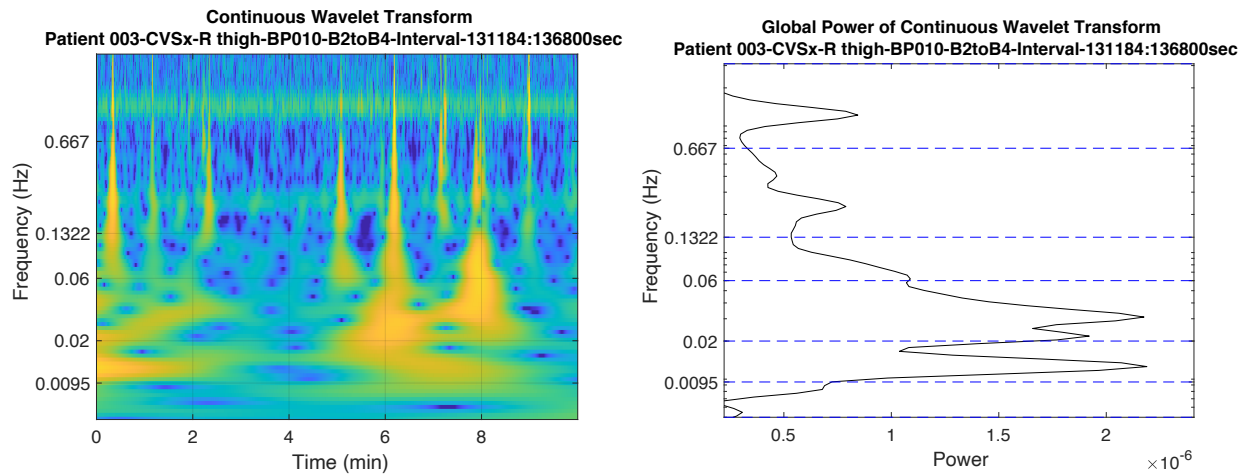 Continuous Wavelet Transform
Patient 003-CVSx-R thigh-BP010-B2toB4-Interval-131184:136800sec
Frequency (Hz)
0.667
0.1322
0.06
0.02
0.0095
0 2 4 6 8
Time (min)
Global Power of Continuous Wavelet Transform
Patient 003-CVSx-R thigh-BP010-B2toB4-Interval-131184:136800sec
Frequency (Hz)
0.667
0.1322
0.06
0.02
0.0095
0.5 1 1.5 2
Power
×10⁻⁶